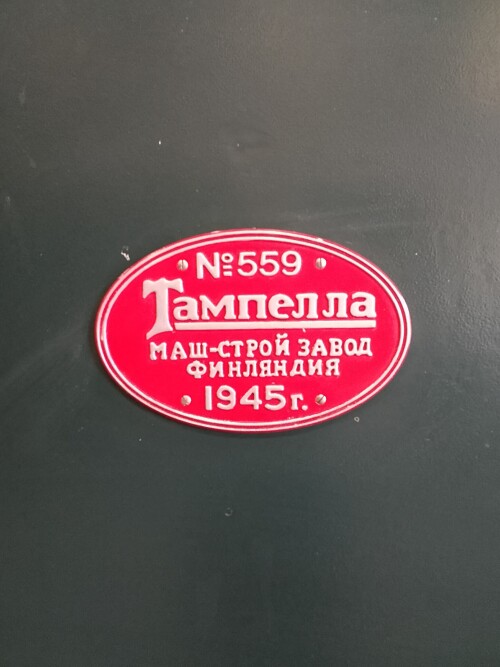 №559
Тампелла
МАШ-СТРОЙ ЗАВОД
ФИНЛЯНДИЯ
1945г.